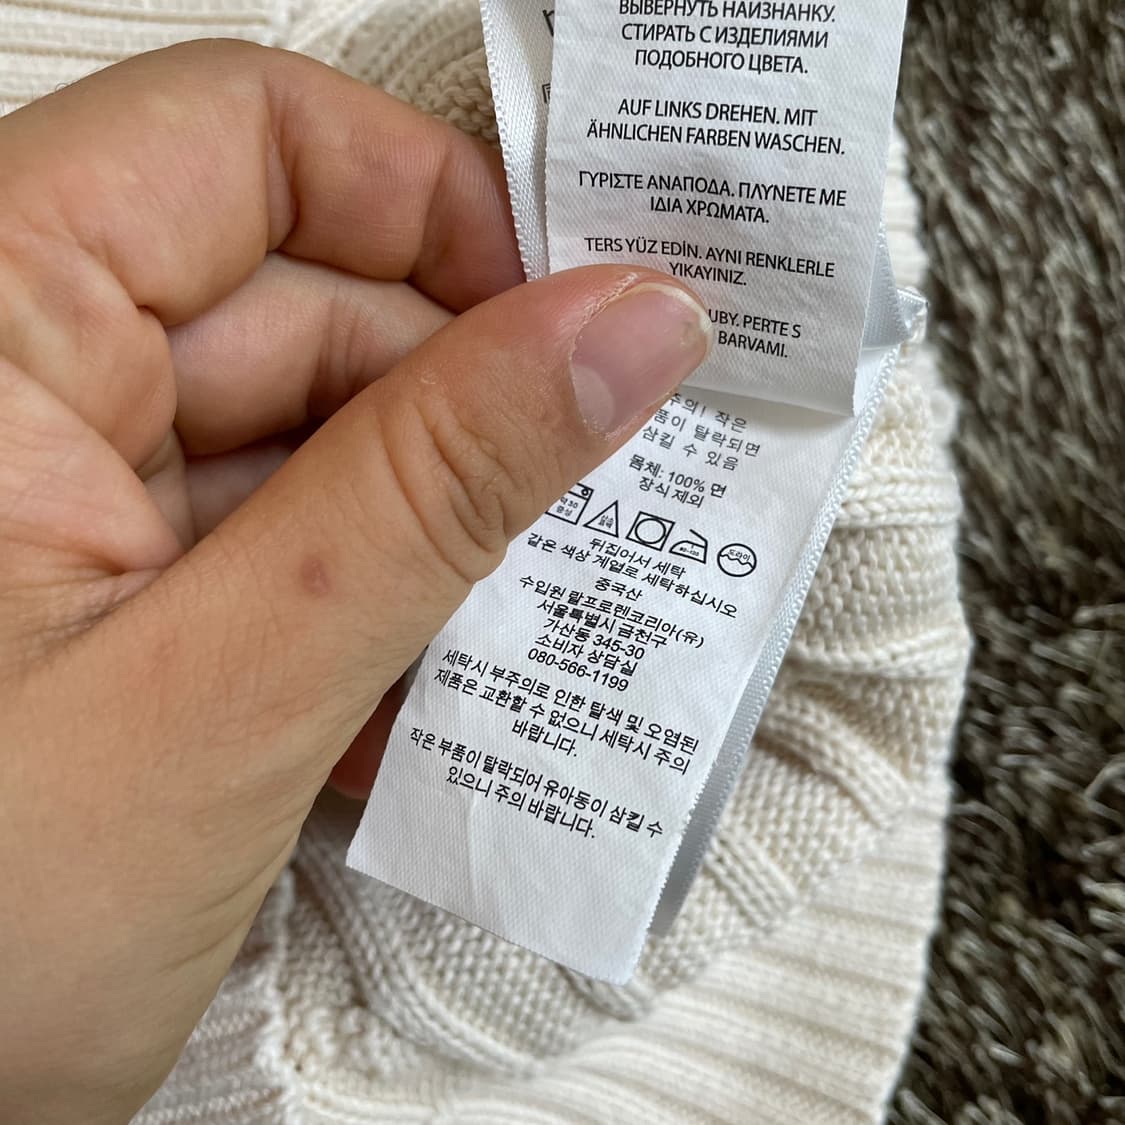 ВЫВЕРНУТЬ НАИЗНАНКУ.
СТИРАТЬ С ИЗДЕЛИЯМИ
ПОДОБНОГО ЦВЕТА.
AUF LINKS DREHEN. MIT
ÄHNLICHEN FARBEN WASCHEN.
ΓΥΡΙΣΤΕ ΑΝΑΠΟΔΑ. ΠΛΥΝΕΤΕ ΜΕ
ΙΔΙΑ ΧΡΩΜΑΤΑ.
TERS YÜZ EDİN. AYNI RENKLERLE
YIKAYINIZ.
UBY. PERTE S
BARVAMI.
주의! 작은
품이 탈락되면
삼킬 수 있음
몸체: 100% 면
장식 제외
80-120
드라이
뒤집어서 세탁
같은 색상 계열로 세탁하십시오
중국산
수입원 랄프로렌코리아(유)
서울특별시 금천구
가산동 345-30
소비자 상담실
080-566-1199
세탁시 부주의로 인한 탈색 및 오염된
제품은 교환할 수 없으니 세탁시 주의
바랍니다.
작은 부품이 탈락되어 유아동이 삼킬 수
있으니 주의 바랍니다.